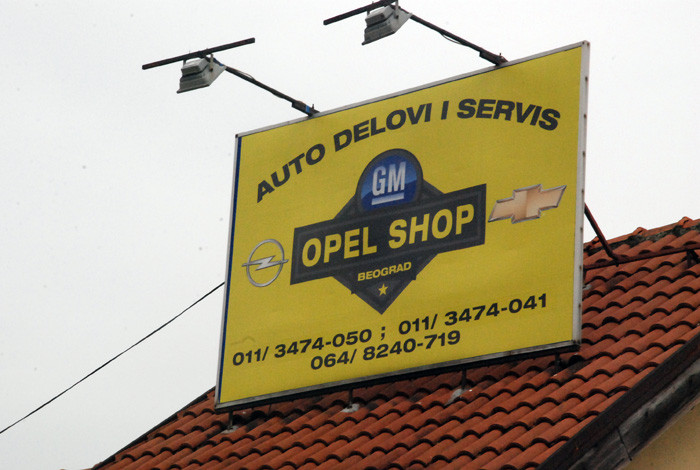 AUTO DELOVI I SERVIS
GM
OPEL SHOP
BEOGRAD
011/ 3474-050 ; 011/ 3474-041
064/ 8240-719